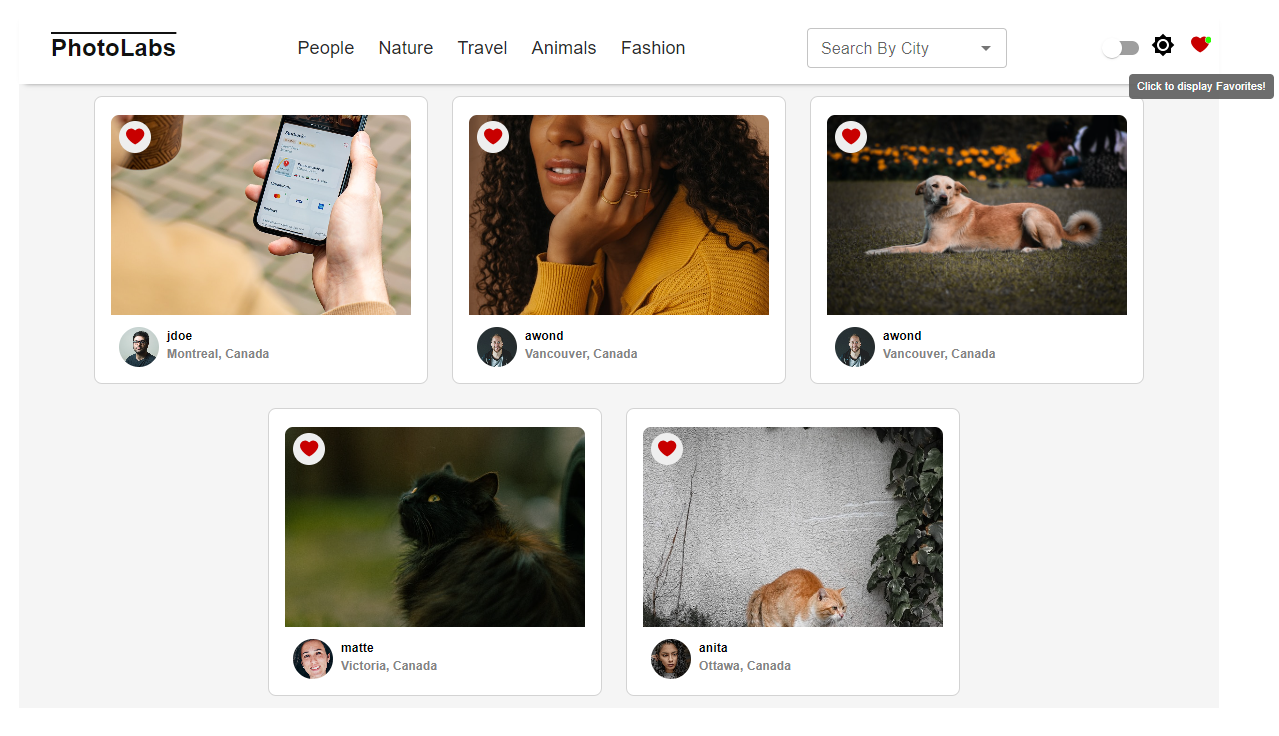 PhotoLabs
People Nature Travel Animals Fashion
Search By City
Click to display Favorites!
jdoe
Montreal, Canada
awond
Vancouver, Canada
awond
Vancouver, Canada
matte
Victoria, Canada
anita
Ottawa, Canada